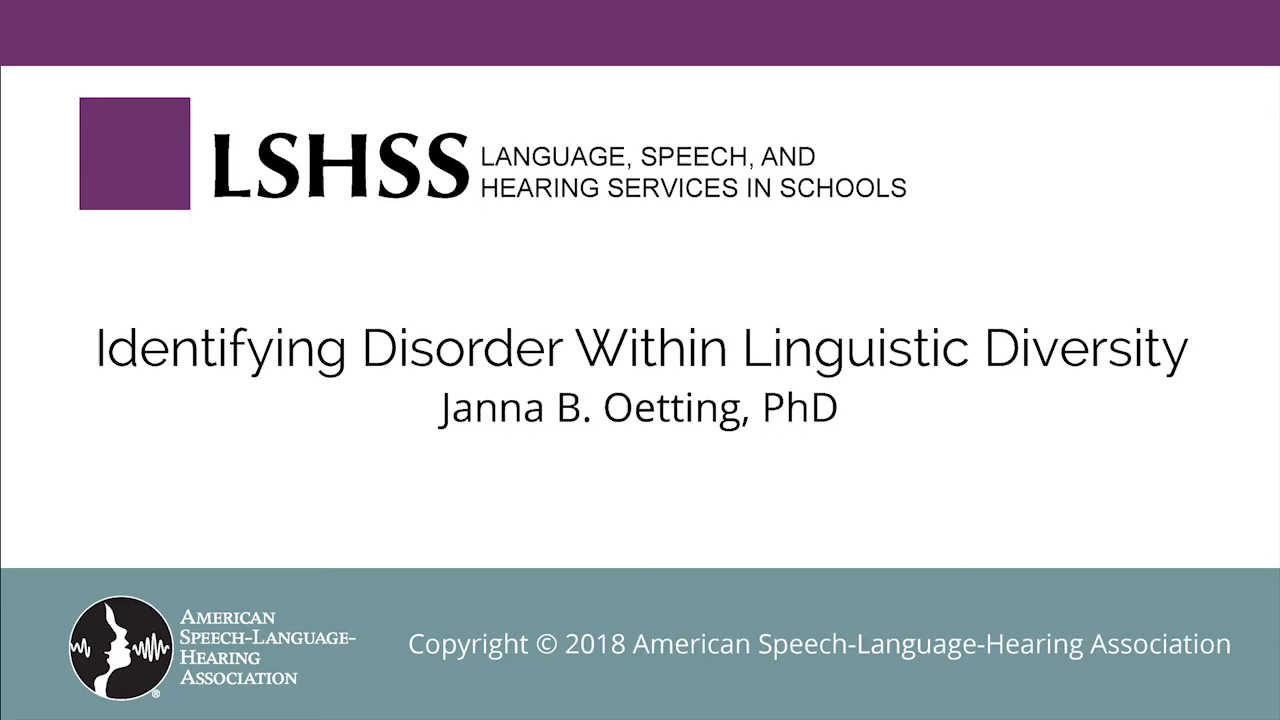 LSHSS
LANGUAGE, SPEECH, AND
HEARING SERVICES IN SCHOOLS
Identifying Disorder Within Linguistic Diversity
Janna B. Oetting, PhD
AMERICAN
SPEECH-LANGUAGE-
HEARING
ASSOCIATION
®
Copyright © 2018 American Speech-Language-Hearing Association